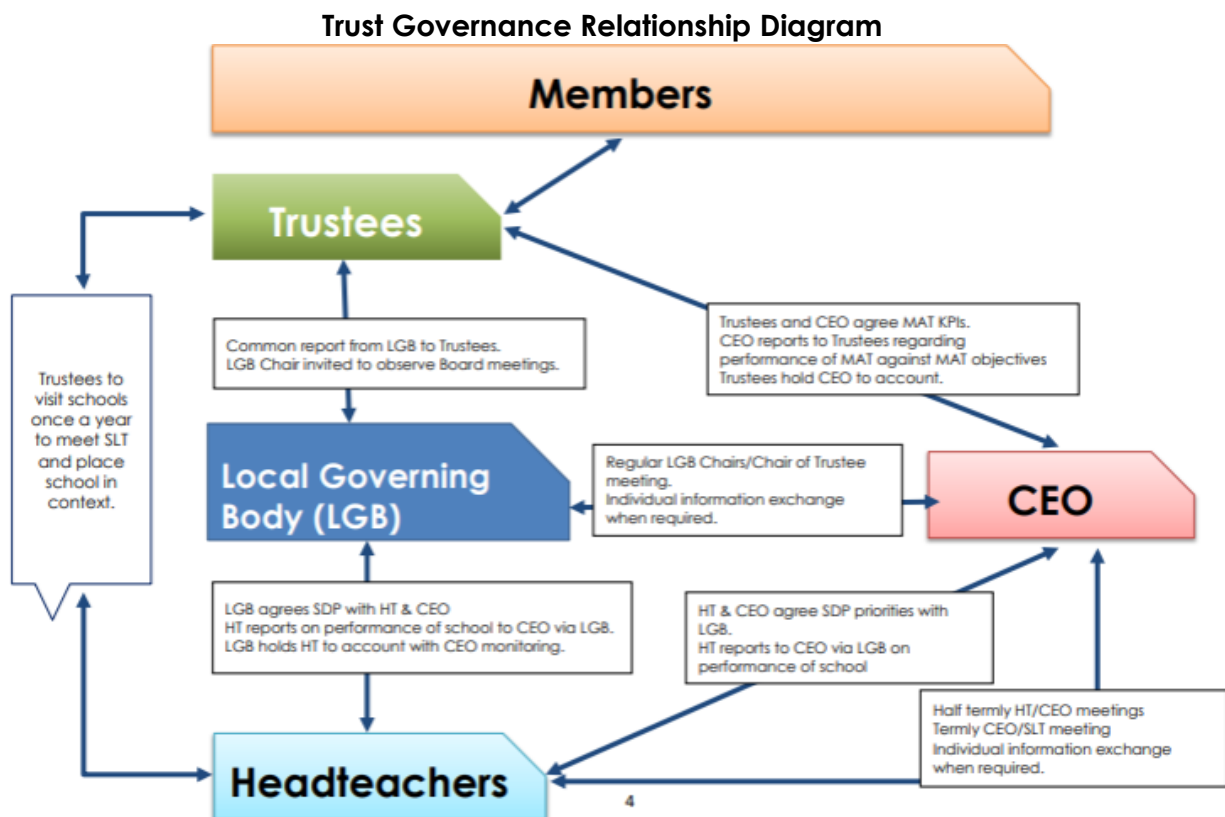 Trust Governance Relationship Diagram
Members
Trustees
Trustees and CEO agree MAT KPIs.
CEO reports to Trustees regarding
performance of MAT against MAT objectives
Trustees hold CEO to account.
Common report from LGB to Trustees.
LGB Chair invited to observe Board meetings.
Trustees to
visit schools
once a year
to meet SLT
and place
school in
context.
Local Governing
Body (LGB)
Regular LGB Chairs/Chair of Trustee
meeting.
Individual information exchange
when required.
CEO
LGB agrees SDP with HT & CEO
HT reports on performance of school to CEO via LGB.
LGB holds HT to account with CEO monitoring.
HT & CEO agree SDP priorities with
LGB.
HT reports to CEO via LGB on
performance of school
Half termly HT/CEO meetings
Termly CEO/SLT meeting
Individual information exchange
when required.
Headteachers
4